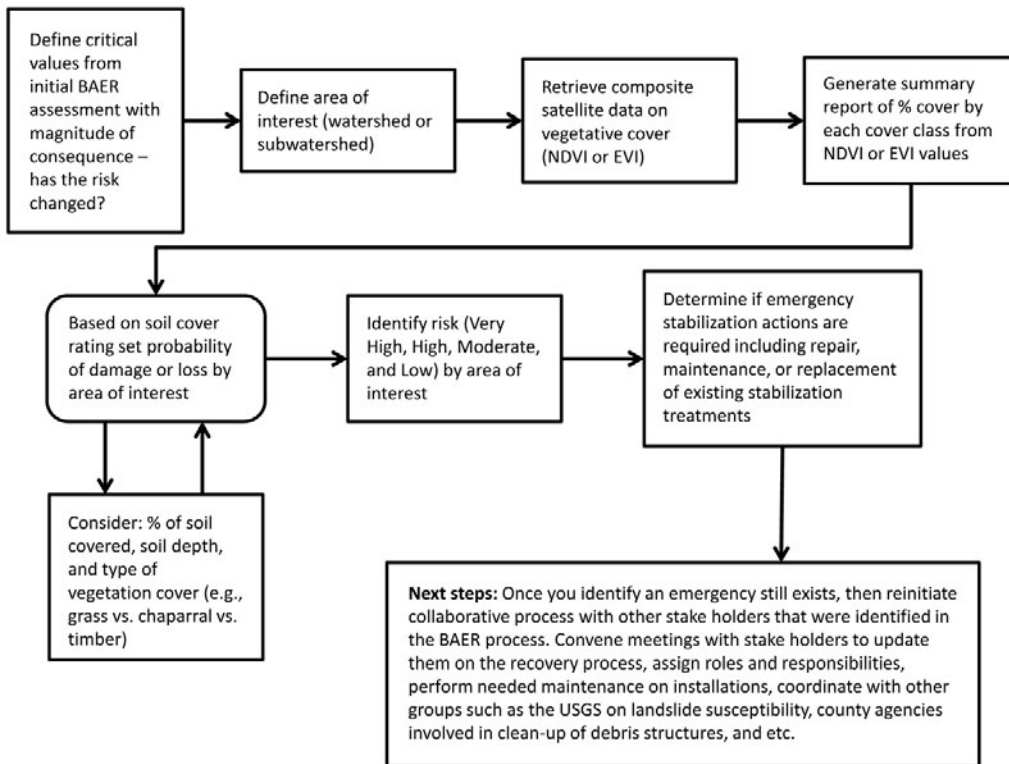 Define critical
values from
initial BAER
assessment with
magnitude of
consequence –
has the risk
changed?
Define area of
interest (watershed or
subwatershed)
Retrieve composite
satellite data on
vegetative cover
(NDVI or EVI)
Generate summary
report of % cover by
each cover class from
NDVI or EVI values
Based on soil cover
rating set probability
of damage or loss by
area of interest
Identify risk (Very
High, High, Moderate,
and Low) by area of
interest
Determine if emergency
stabilization actions are
required including repair,
maintenance, or replacement
of existing stabilization
treatments
Consider: % of soil
covered, soil depth,
and type of
vegetation cover (e.g.,
grass vs. chaparral vs.
timber)
Next steps: Once you identify an emergency still exists, then reinitiate
collaborative process with other stake holders that were identified in
the BAER process. Convene meetings with stake holders to update
them on the recovery process, assign roles and responsibilities,
perform needed maintenance on installations, coordinate with other
groups such as the USGS on landslide susceptibility, county agencies
involved in clean-up of debris structures, and etc.